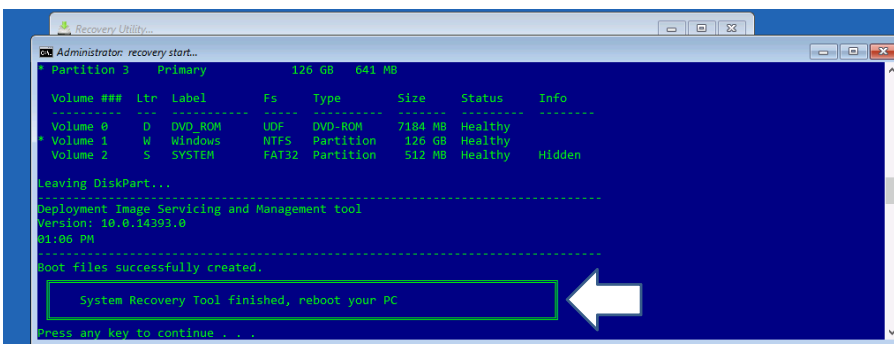 Recovery Utility...
Administrator: recovery start...
* Partition 3    Primary            126 GB   641 MB
Volume ###  Ltr  Label        Fs     Type        Size     Status     Info
----------  ---  -----------  -----  ----------  -------  ---------  --------
Volume 0     D   DVD_ROM      UDF    DVD-ROM     7184 MB  Healthy
* Volume 1     W   Windows      NTFS   Partition    126 GB  Healthy
Volume 2     S   SYSTEM       FAT32  Partition    512 MB  Healthy    Hidden
Leaving DiskPart...
Deployment Image Servicing and Management tool
Version: 10.0.14393.0
01:06 PM
Boot files successfully created.
System Recovery Tool finished, reboot your PC
Press any key to continue . . .